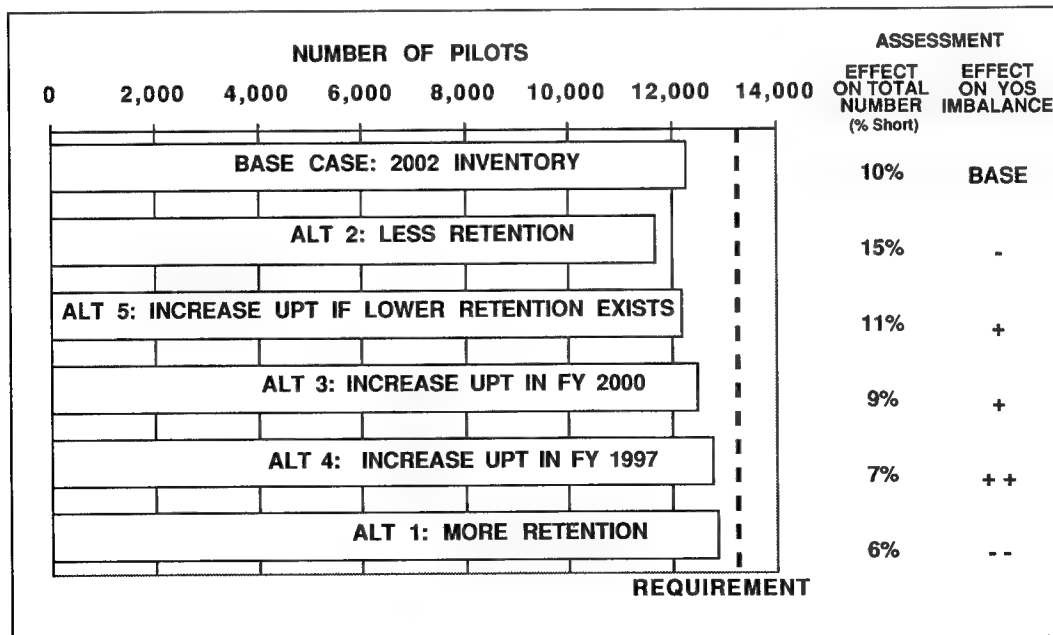 NUMBER OF PILOTS
0 2,000 4,000 6,000 8,000 10,000 12,000 14,000
ASSESSMENT
EFFECT ON TOTAL NUMBER (% Short)
EFFECT ON YOS IMBALANCE
BASE CASE: 2002 INVENTORY 10% BASE
ALT 2: LESS RETENTION 15% -
ALT 5: INCREASE UPT IF LOWER RETENTION EXISTS 11% +
ALT 3: INCREASE UPT IN FY 2000 9% +
ALT 4: INCREASE UPT IN FY 1997 7% + +
ALT 1: MORE RETENTION 6% - -
REQUIREMENT